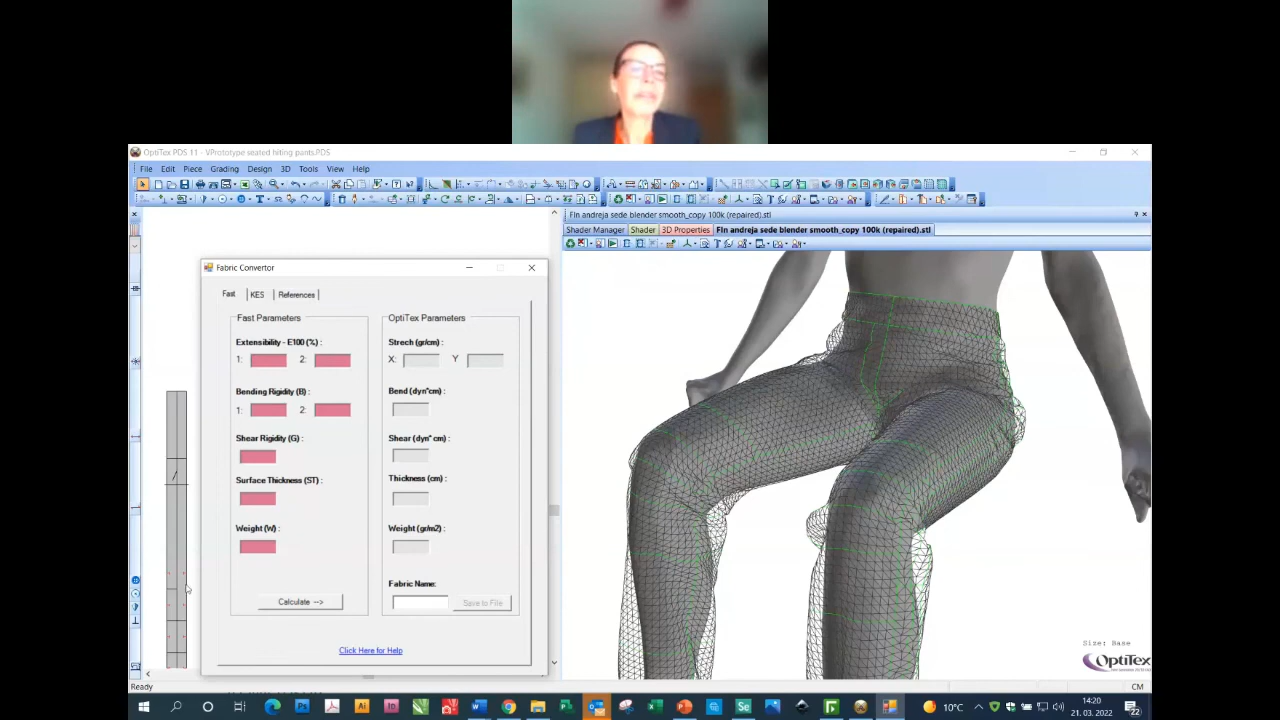 OptiTex PDS 11 - VPrototype seated hiting pants.PDS
File Edit Piece Grading Design 3D Tools View Help
Fin andreja sede blender smooth_copy 100k (repaired).stl
Shader Manager Shader 3D Properties Fin andreja sede blender smooth_copy 100k (repaired).stl
Fabric Convertor
Fast KES References
Fast Parameters OptiTex Parameters
Extensibility - E100 (%) : Strech (gr/cm) :
1: 2: X: Y
Bending Rigidity (B) : Bend (dyn*cm) :
1: 2:
Shear Rigidity (G) : Shear (dyn* cm) :
Surface Thickness (ST) : Thickness (cm) :
Weight (W) : Weight (gr/m2) :
Fabric Name:
Calculate --> Save to File
Click Here for Help
Size: Base
OptiTex
Ready CM
10°C 14:20
21. 03. 2022
22